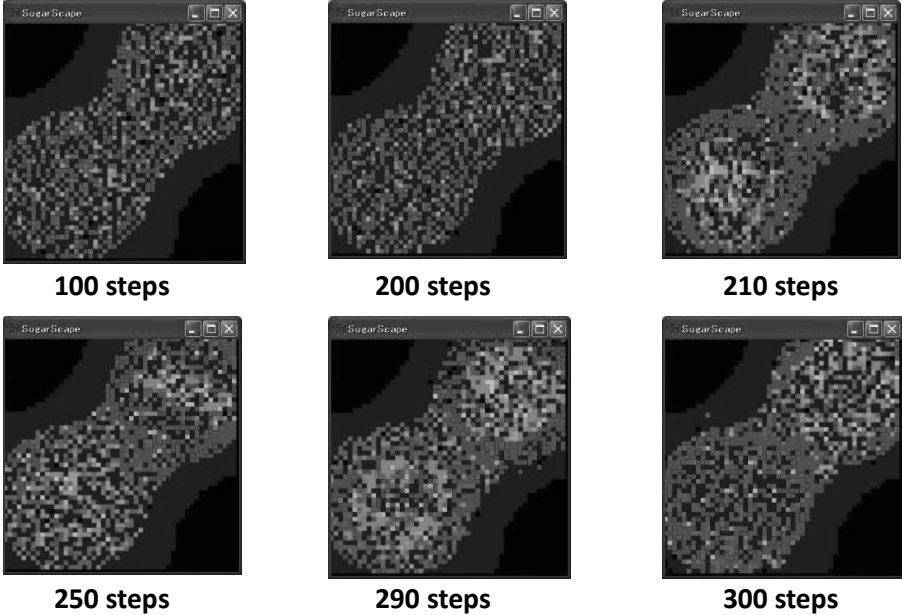 SugarScape
SugarScape
SugarScape
100 steps
200 steps
210 steps
SugarScape
SugarScape
SugarScape
250 steps
290 steps
300 steps